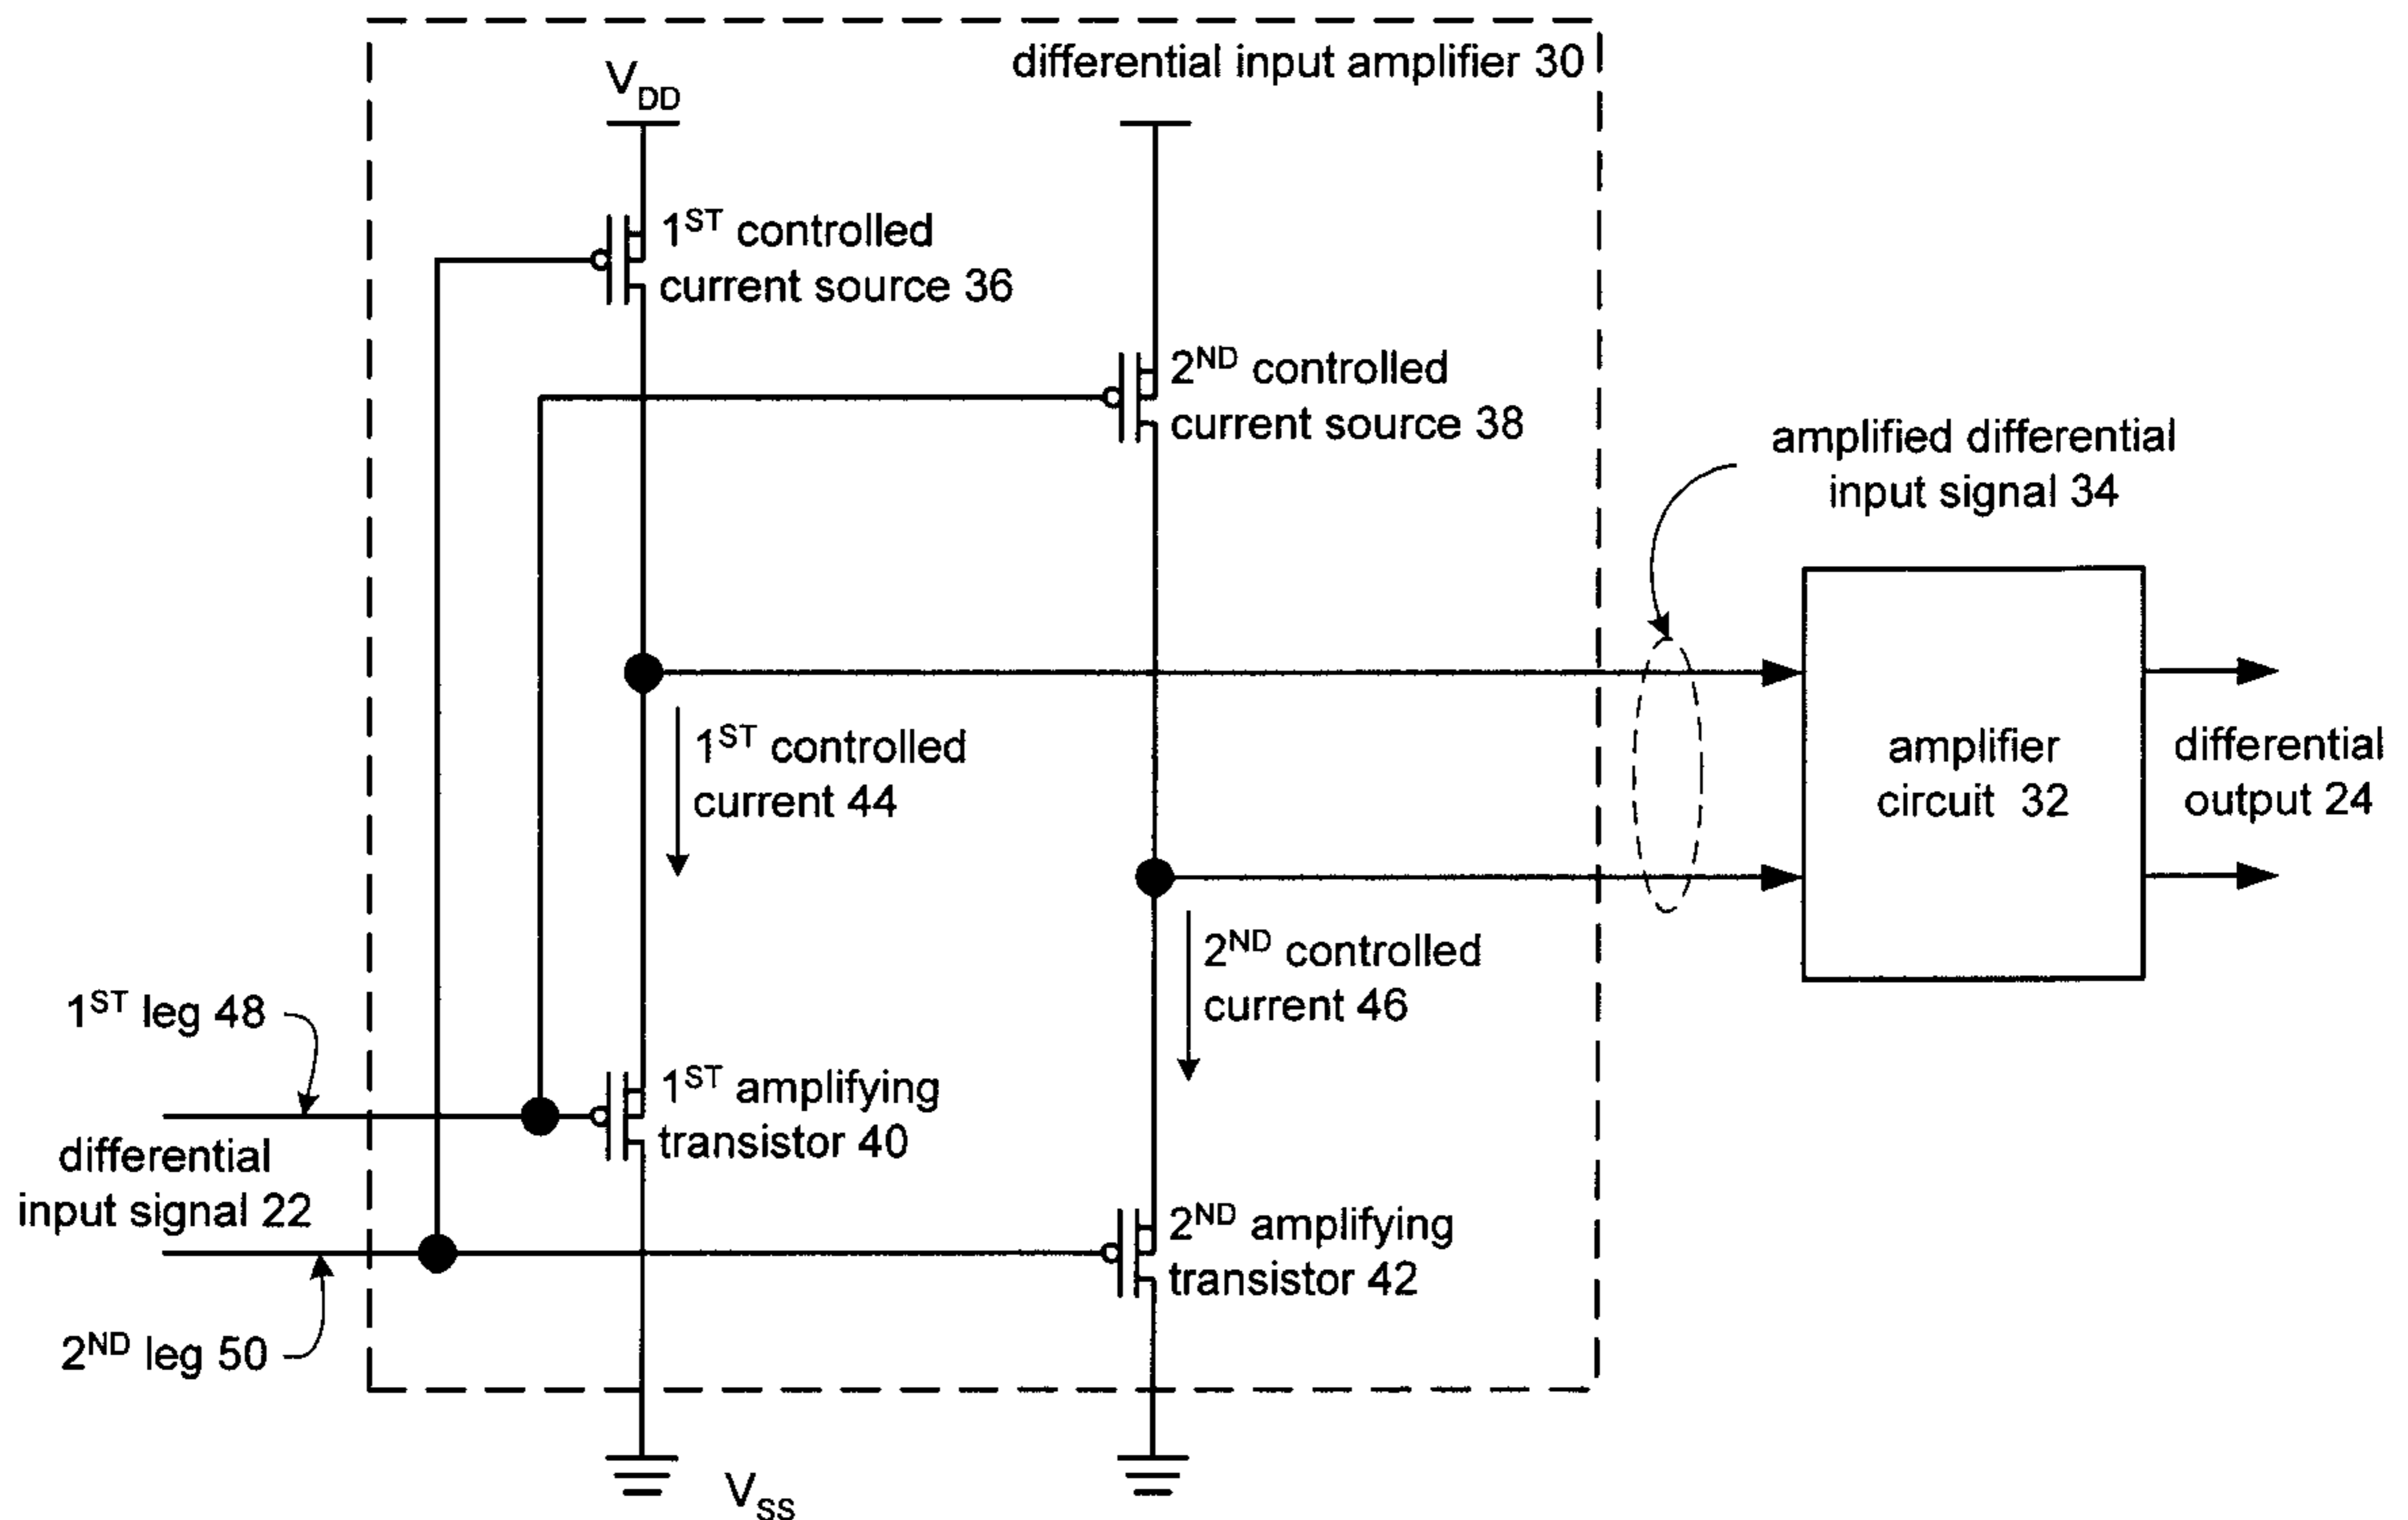 differential input amplifier 30
V_DD
1ST controlled
current source 36
2ND controlled
current source 38
amplified differential
input signal 34
1ST controlled
current 44
amplifier
circuit 32
differential
output 24
2ND controlled
current 46
1ST leg 48
1ST amplifying
transistor 40
differential
input signal 22
2ND amplifying
transistor 42
2ND leg 50
V_SS